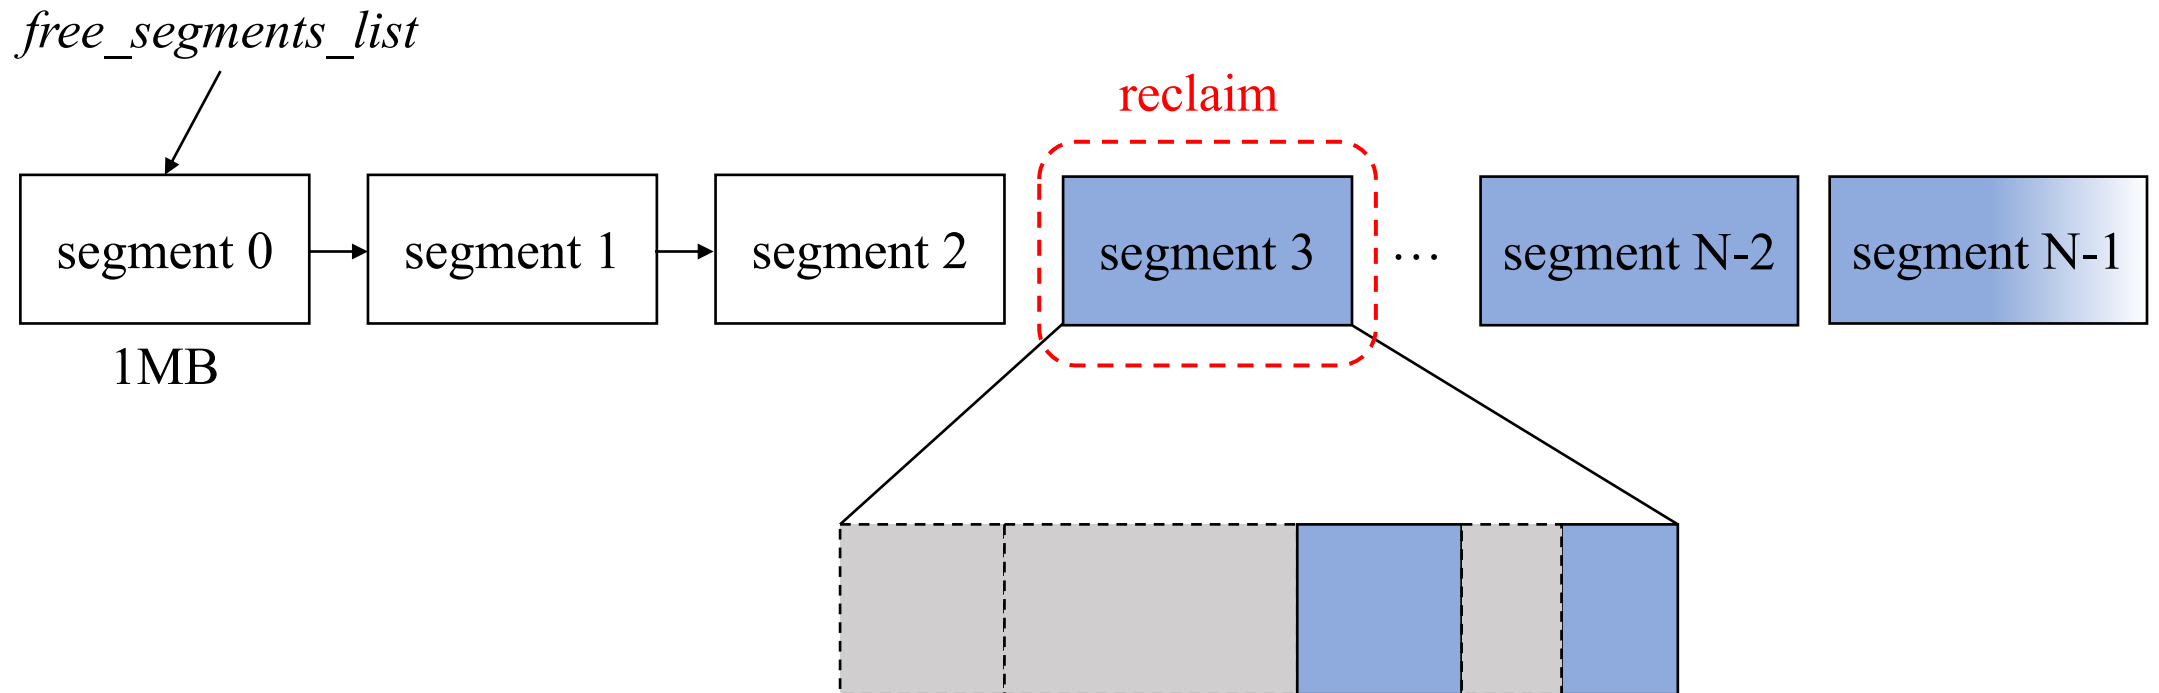 free_segments_list
reclaim
segment 0
segment 1
segment 2
segment 3
...
segment N-2
segment N-1
1MB